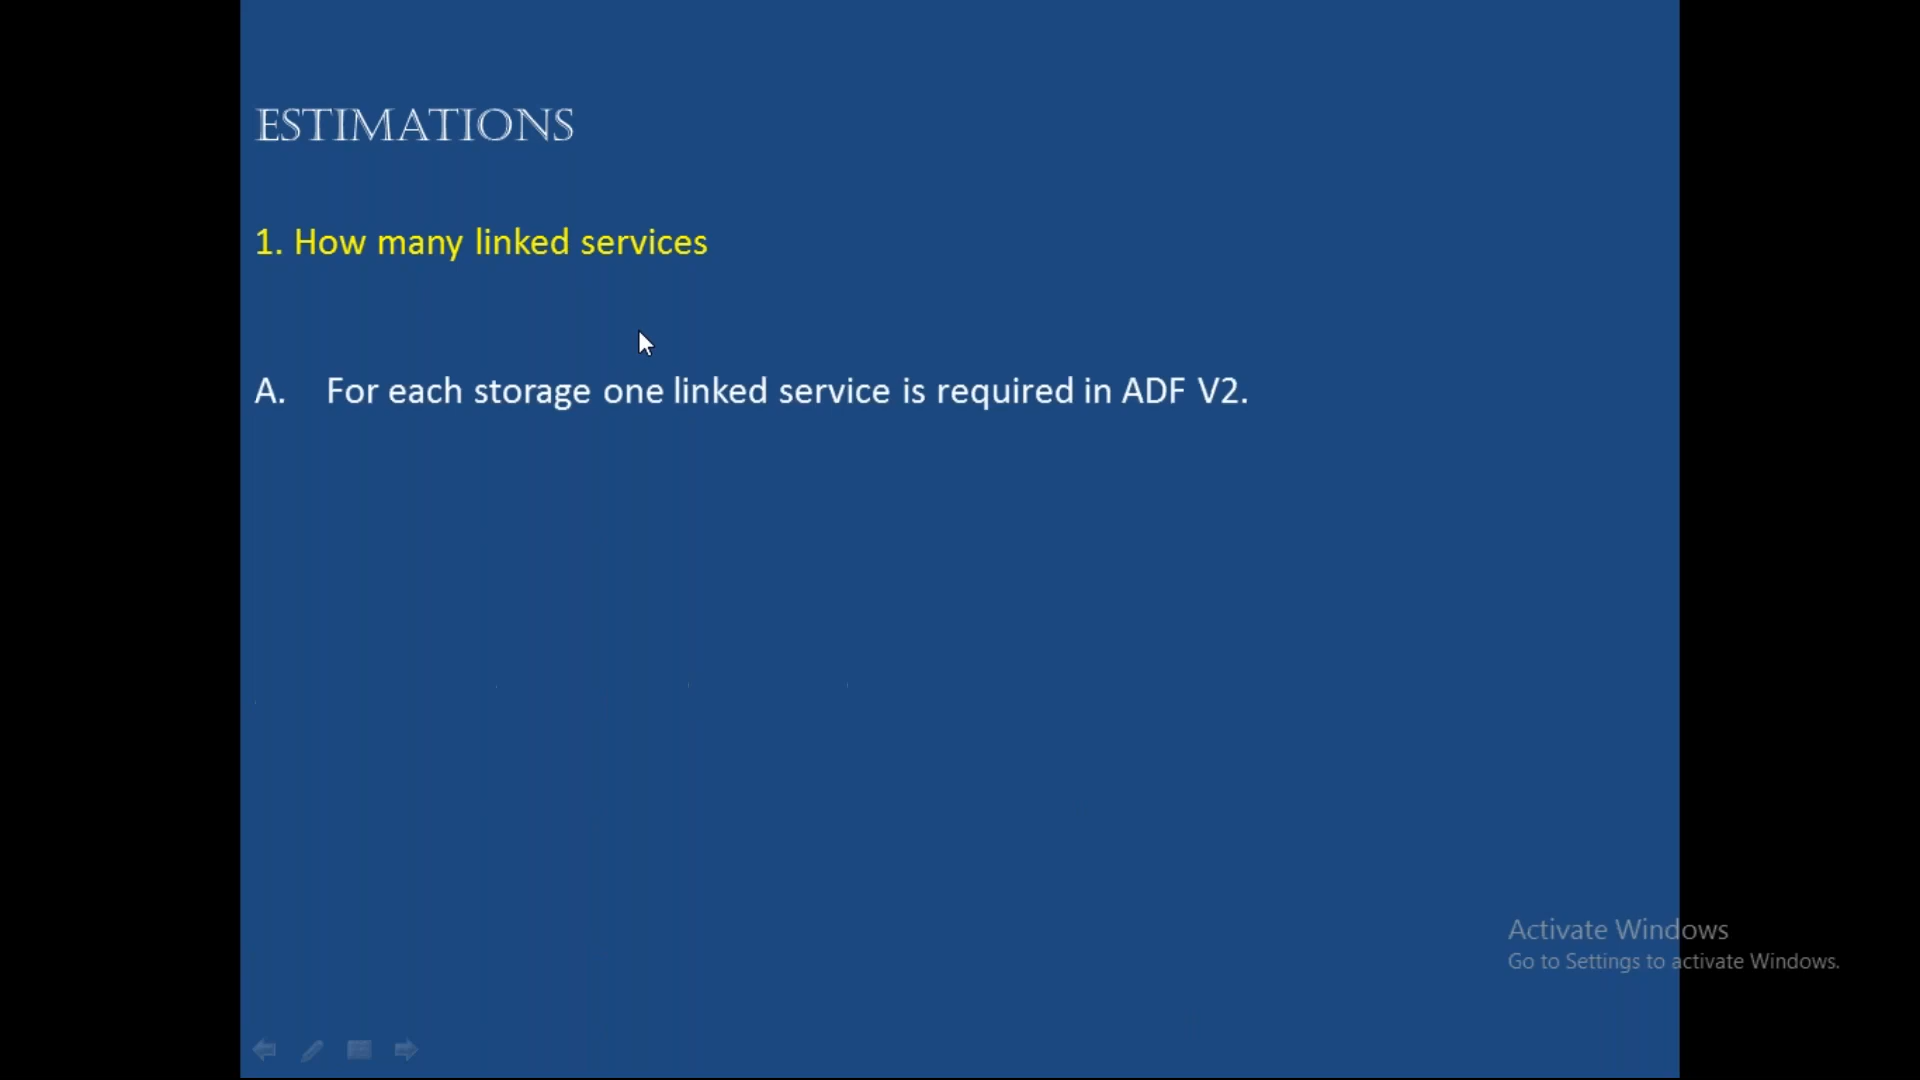 ESTIMATIONS
1. How many linked services
A. For each storage one linked service is required in ADF V2.
Activate Windows
Go to Settings to activate Windows.